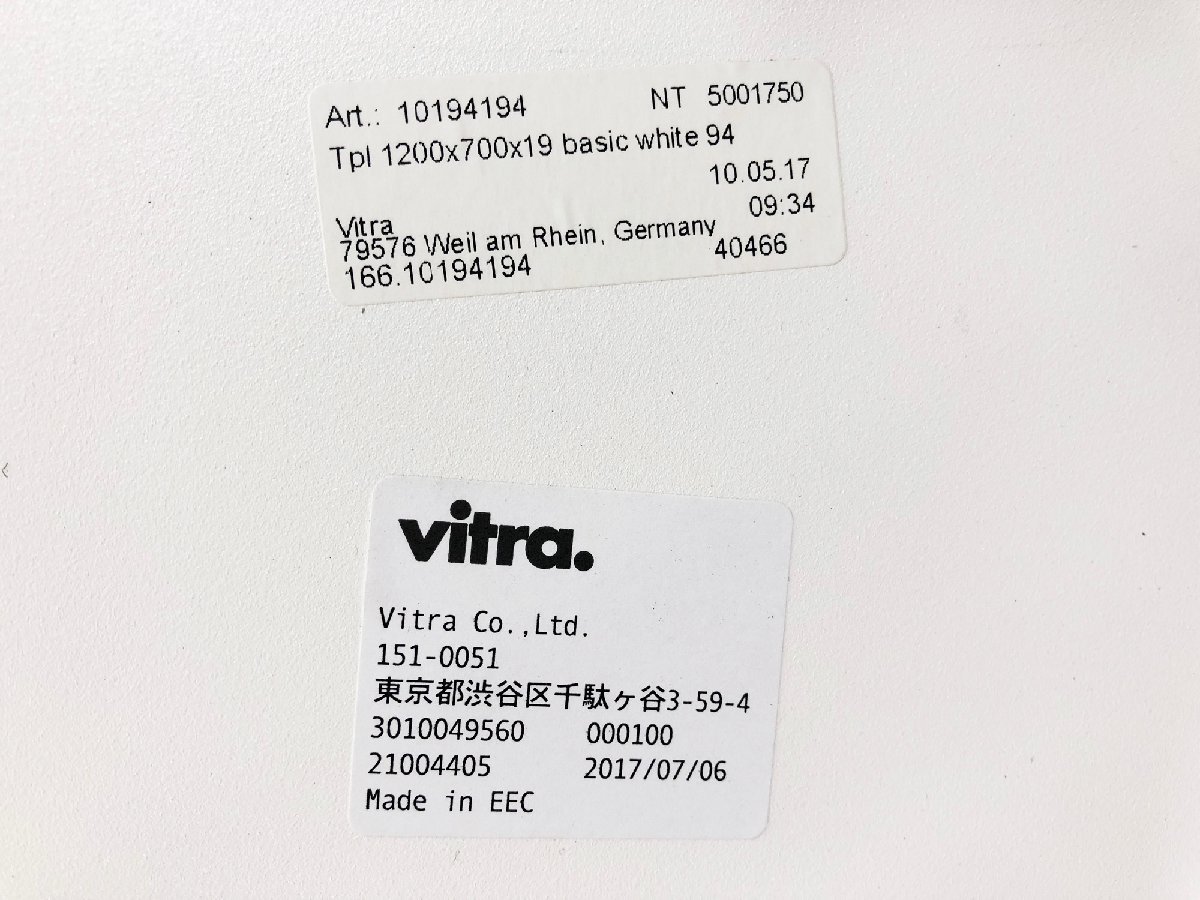 Art.: 10194194 NT 5001750
Tpl 1200x700x19 basic white 94
10.05.17
09:34
Vitra
79576 Weil am Rhein, Germany
166.10194194 40466
vitra.
Vitra Co.,Ltd.
151-0051
東京都渋谷区千駄ヶ谷3-59-4
3010049560 000100
21004405 2017/07/06
Made in EEC